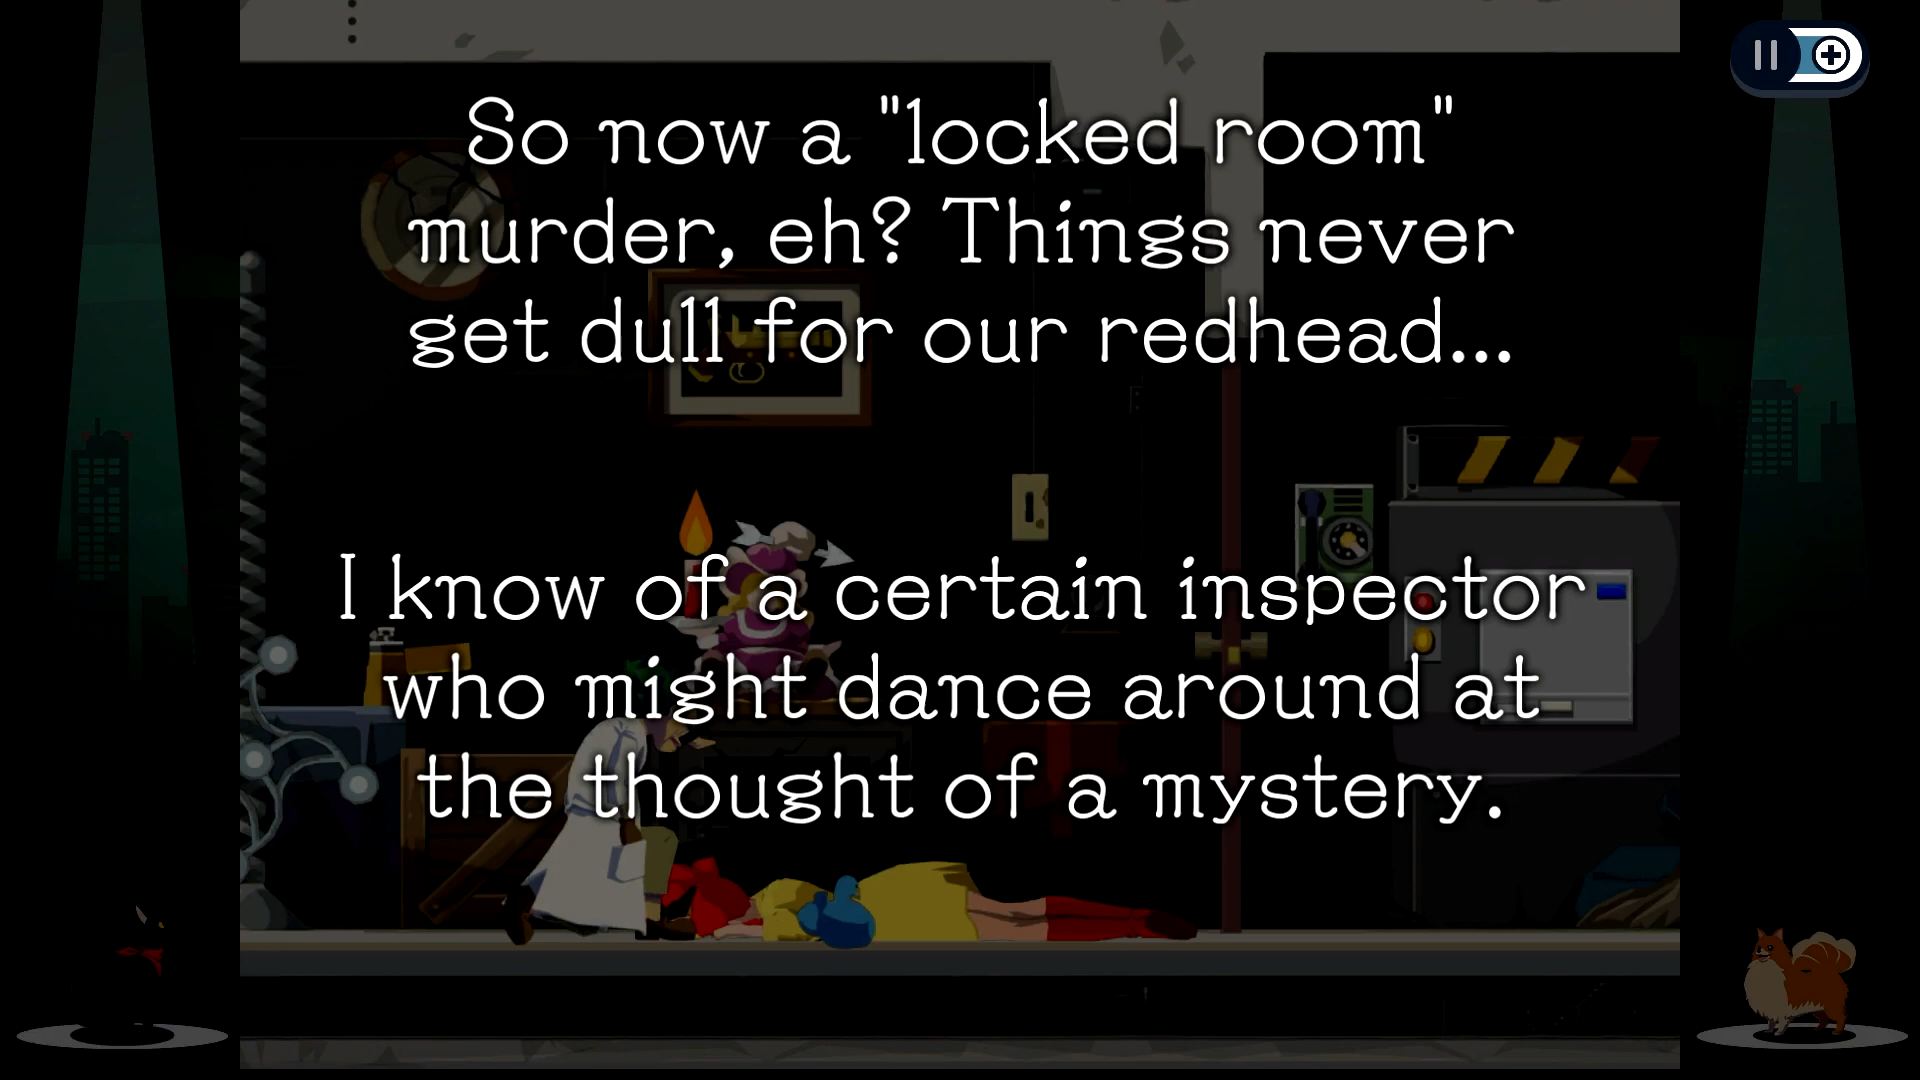 So now a "locked room"
murder, eh? Things never
get dull for our redhead...
I know of a certain inspector
who might dance around at
the thought of a mystery.